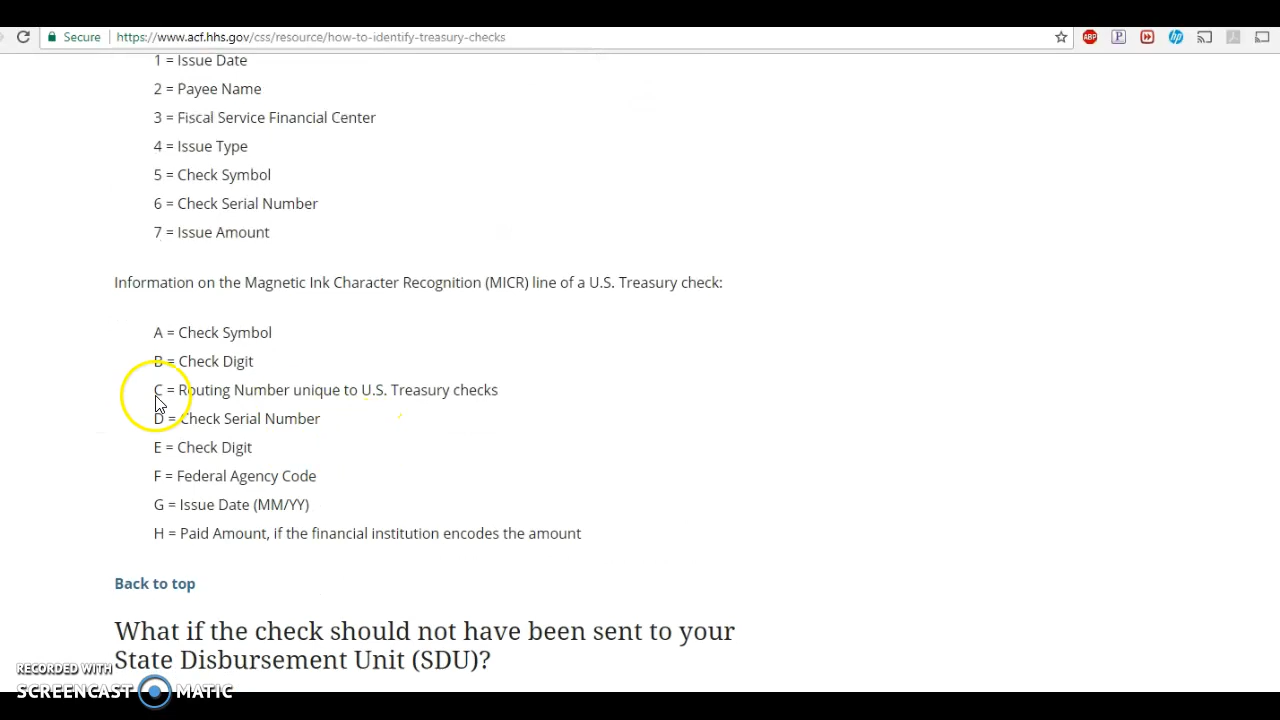 Secure https://www.acf.hhs.gov/css/resource/how-to-identify-treasury-checks
ABP P hp
1 = Issue Date
2 = Payee Name
3 = Fiscal Service Financial Center
4 = Issue Type
5 = Check Symbol
6 = Check Serial Number
7 = Issue Amount
Information on the Magnetic Ink Character Recognition (MICR) line of a U.S. Treasury check:
A = Check Symbol
B = Check Digit
C = Routing Number unique to U.S. Treasury checks
D = Check Serial Number
E = Check Digit
F = Federal Agency Code
G = Issue Date (MM/YY)
H = Paid Amount, if the financial institution encodes the amount
Back to top
What if the check should not have been sent to your
State Disbursement Unit (SDU)?
RECORDED WITH
SCREENCAST MATIC